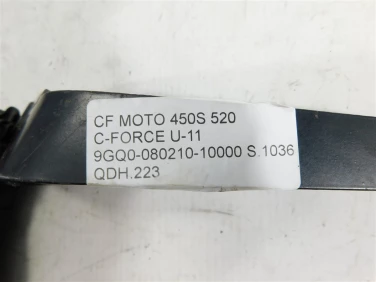 CF MOTO 450S 520
C-FORCE U-11
9GQ0-080210-10000 S.1036
QDH.223